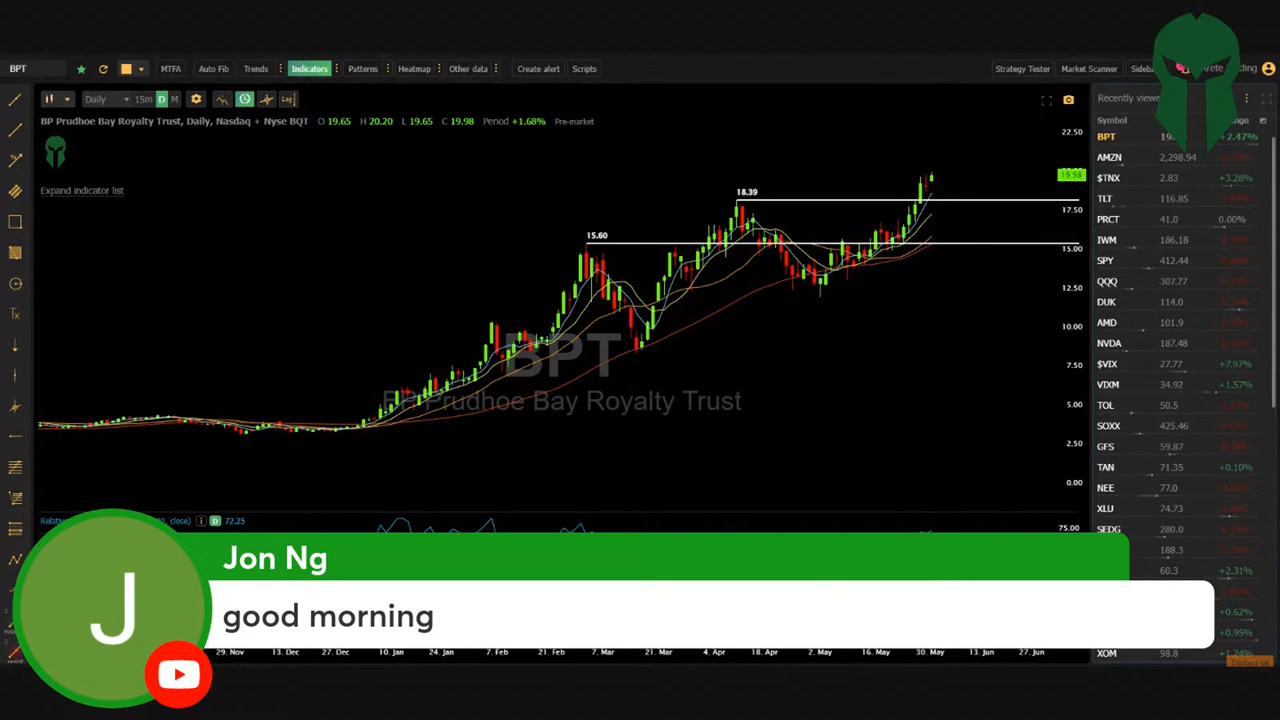 BPT
MTFA Auto Fib Trends Indicators Patterns Heatmap Other data Create alert Scripts Strategy Tester Market Scanner
Daily 15m D M
BP Prudhoe Bay Royalty Trust, Daily, Nasdaq + Nyse BQT O 19.65 H 20.20 L 19.65 C 19.98 Period +1.68% Pre-market
Expand indicator list
22.50
19.98
18.39
17.50
15.60
15.00
12.50
10.00
7.50
5.00
2.50
0.00
BPT
BP Prudhoe Bay Royalty Trust
close) i D 72.25
75.00
Symbol
BPT +2.47%
AMZN 2,298.94
$TNX 2.83 +3.28%
TLT 116.85
PRCT 41.0 0.00%
IWM 186.18
SPY 412.44
QQQ 307.77
DUK 114.0
AMD 101.9
NVDA 187.48
$VIX 27.77 +7.97%
VIXM 34.92 +1.57%
TOL 50.5
SOXX 425.46
GFS 59.87
TAN 71.35 +0.10%
NEE 77.0
XLU 74.73
SEDG 280.0
188.3
60.3 +2.31%
+0.62%
+0.95%
XOM 98.8 +1.24%
Contact us
J
Jon Ng
good morning
29. Nov 13. Dec 27. Dec 10. Jan 24. Jan 7. Feb 21. Feb 7. Mar 21. Mar 4. Apr 18. Apr 2. May 16. May 30. May 13. Jun 27. Jun